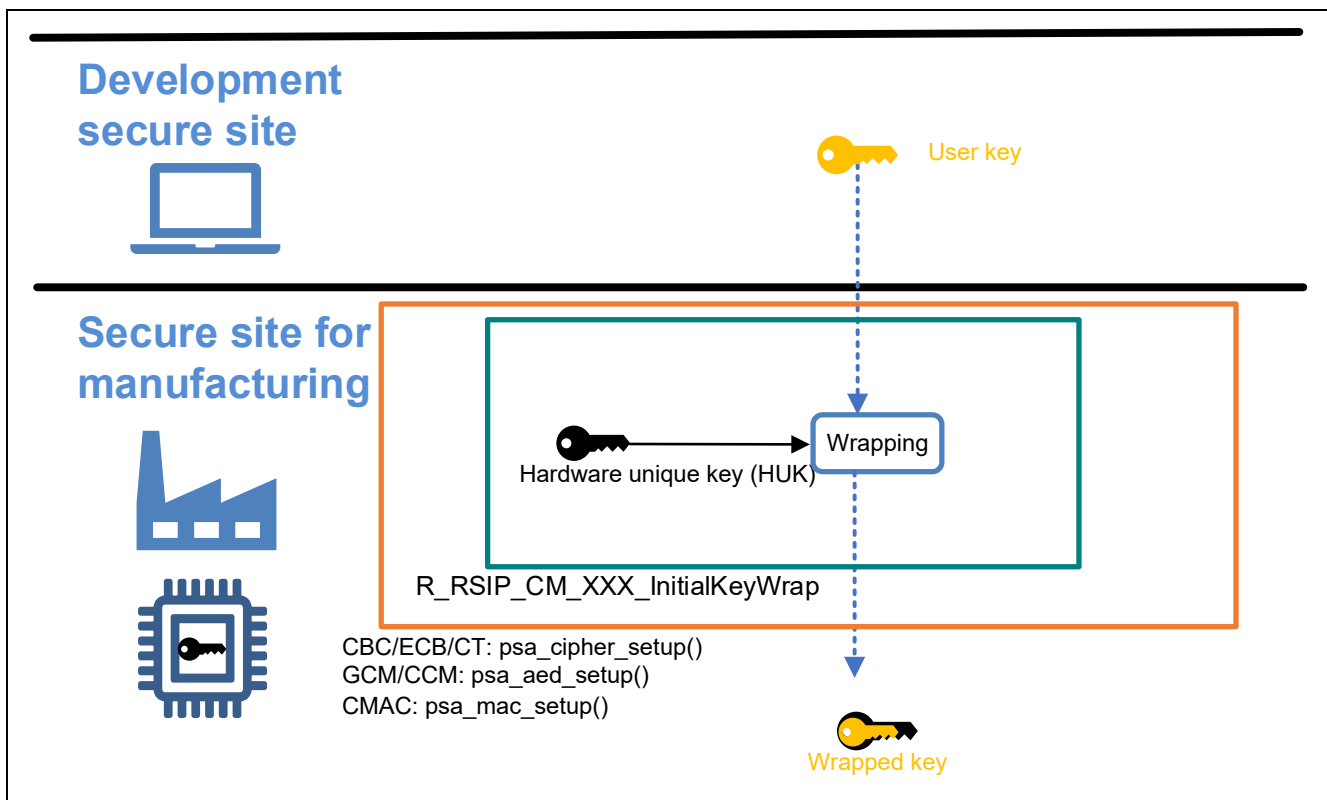 Development
secure site
User key
Secure site for
manufacturing
Wrapping
Hardware unique key (HUK)
R_RSIP_CM_XXX_InitialKeyWrap
CBC/ECB/CT: psa_cipher_setup()
GCM/CCM: psa_aed_setup()
CMAC: psa_mac_setup()
Wrapped key